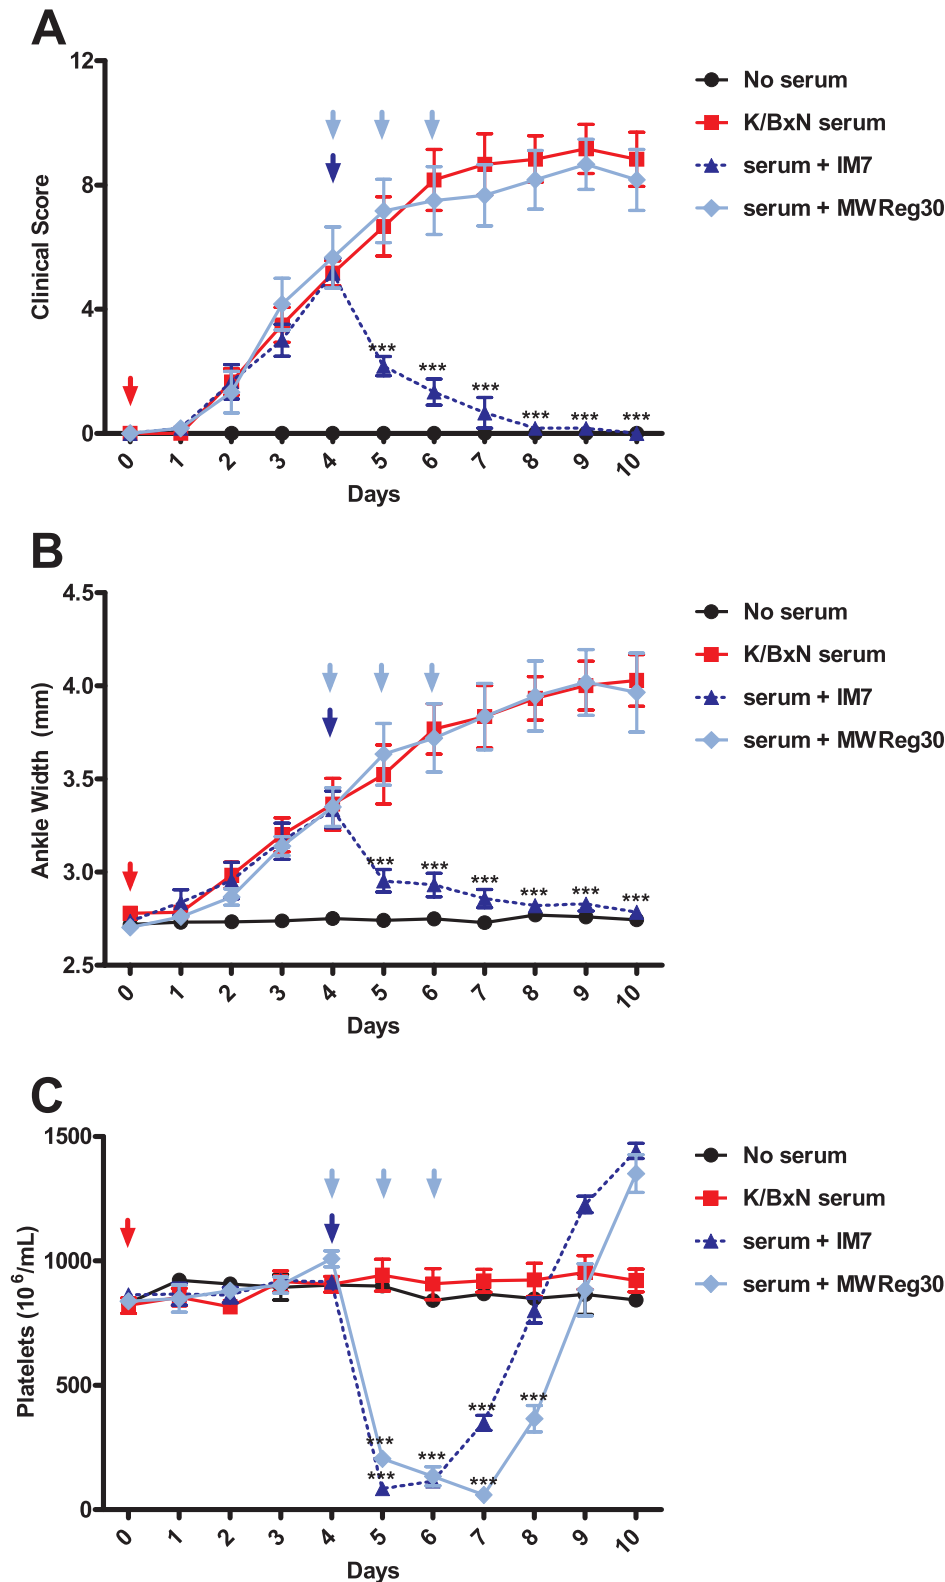 A
12
8
4
0
Clinical Score
***
***
***
***
***
***
0 1 2 3 4 5 6 7 8 9 10
Days
No serum
K/BxN serum
serum + IM7
serum + MWReg30
B
4.5
4.0
3.5
3.0
2.5
Ankle Width (mm)
***
***
***
***
***
***
0 1 2 3 4 5 6 7 8 9 10
Days
No serum
K/BxN serum
serum + IM7
serum + MWReg30
C
1500
1000
500
0
Platelets (10⁶/mL)
***
***
***
***
***
***
0 1 2 3 4 5 6 7 8 9 10
Days
No serum
K/BxN serum
serum + IM7
serum + MWReg30